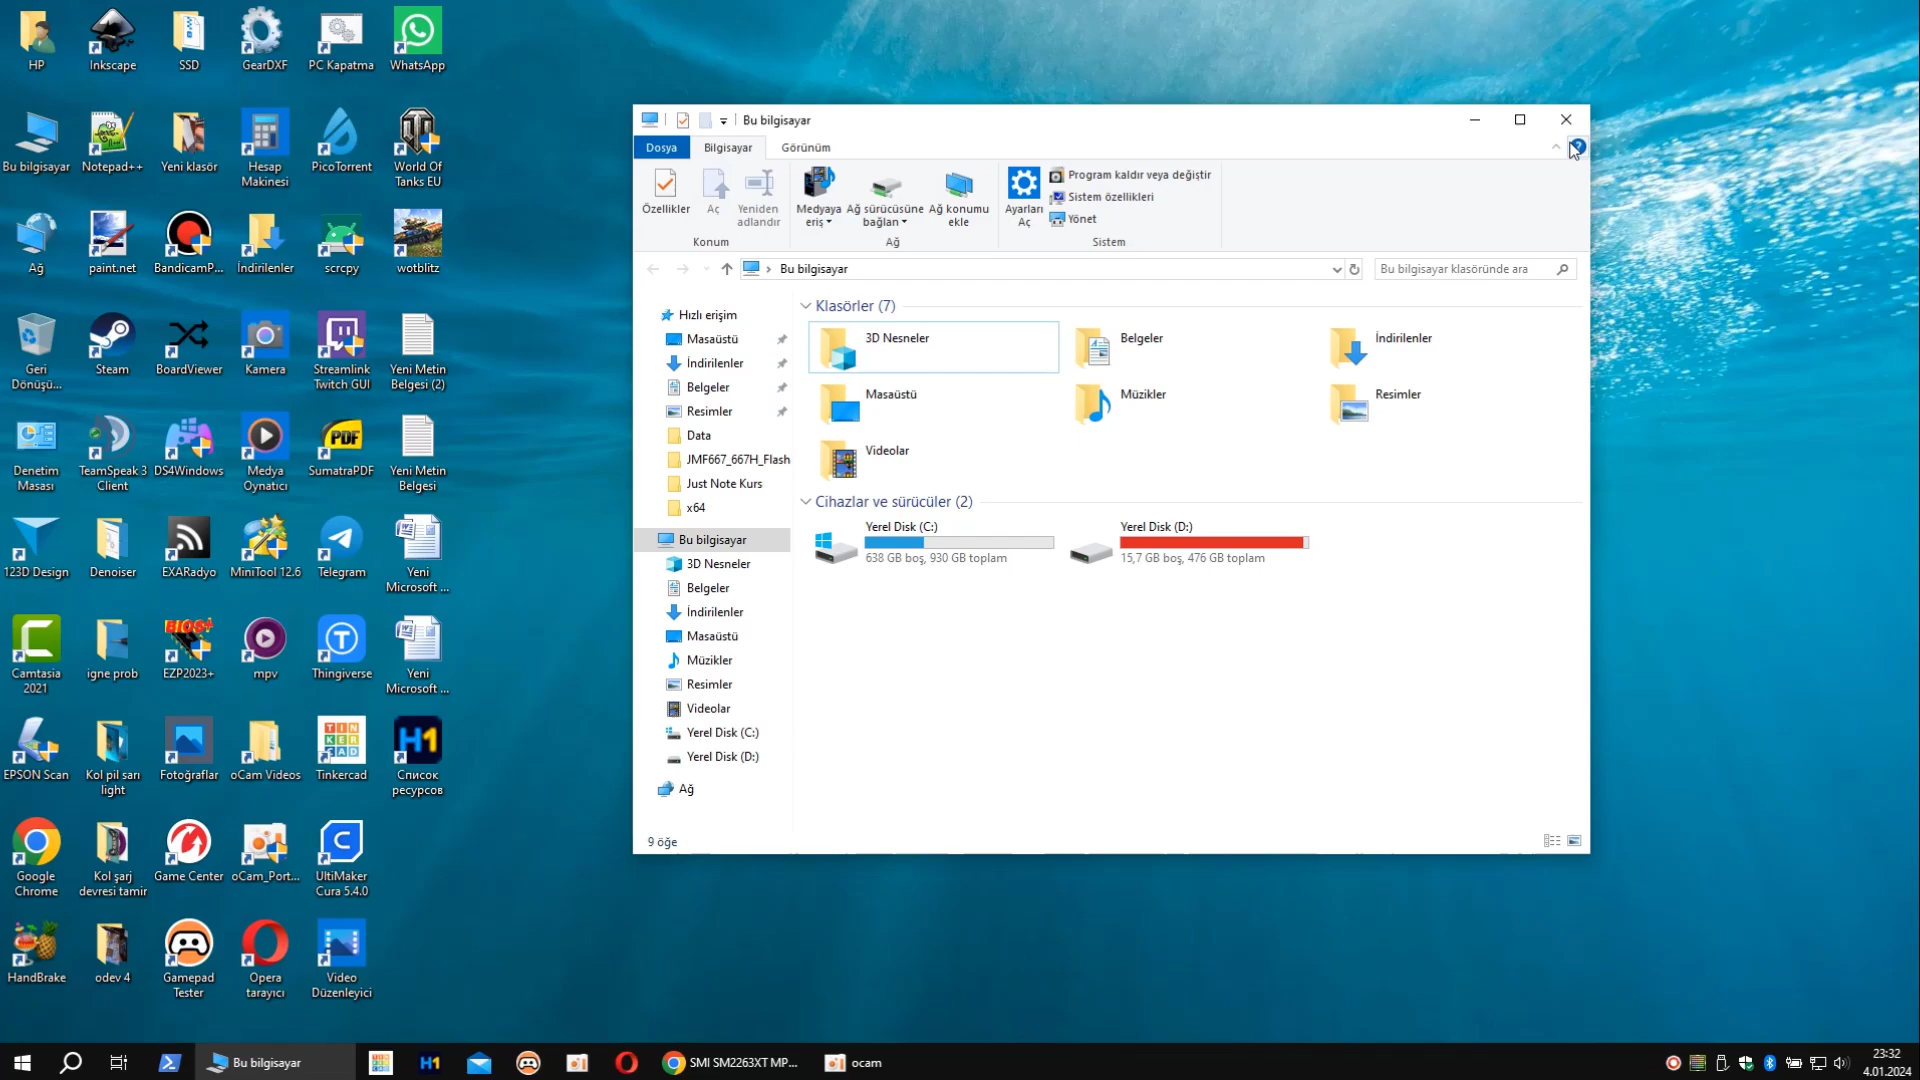 HP
Inkscape
SSD
GearDXF
PC Kapatma
WhatsApp
Bu bilgisayar
Notepad++
Yeni klasör
Hesap
Makinesi
PicoTorrent
World Of
Tanks EU
Ağ
paint.net
BandicamP...
İndirilenler
scrcpy
wotblitz
Geri
Dönüşü...
Steam
BoardViewer
Kamera
Streamlink
Twitch GUI
Yeni Metin
Belgesi (2)
Denetim
Masası
TeamSpeak 3
Client
DS4Windows
Medya
Oynatıcı
PDF
SumatraPDF
Yeni Metin
Belgesi
123D Design
Denoiser
EXARadyo
MiniTool 12.6
Telegram
Yeni
Microsoft ...
Camtasia
2021
igne prob
BIOS+
EZP2023+
mpv
Thingiverse
Yeni
Microsoft ...
EPSON Scan
Kol pil sarı
light
Fotoğraflar
oCam Videos
TIN
KER
CAD
Tinkercad
H1
Список
ресурсов
Google
Chrome
Kol şarj
devresi tamir
Game Center
oCam_Port...
UltiMaker
Cura 5.4.0
HandBrake
odev 4
Gamepad
Tester
Opera
tarayıcı
Video
Düzenleyici
Bu bilgisayar
Dosya
Bilgisayar
Görünüm
Özellikler
Aç
Yeniden
adlandır
Konum
Medyaya
eriş
Ağ sürücüsüne
bağlan
Ağ konumu
ekle
Ağ
Ayarları
Aç
Program kaldır veya değiştir
Sistem özellikleri
Yönet
Sistem
Bu bilgisayar
Bu bilgisayar klasöründe ara
Hızlı erişim
Masaüstü
İndirilenler
Belgeler
Resimler
Data
JMF667_667H_Flash
Just Note Kurs
x64
Bu bilgisayar
3D Nesneler
Belgeler
İndirilenler
Masaüstü
Müzikler
Resimler
Videolar
Yerel Disk (C:)
Yerel Disk (D:)
Ağ
Klasörler (7)
3D Nesneler
Belgeler
İndirilenler
Masaüstü
Müzikler
Resimler
Videolar
Cihazlar ve sürücüler (2)
Yerel Disk (C:)
638 GB boş, 930 GB toplam
Yerel Disk (D:)
15,7 GB boş, 476 GB toplam
9 öğe
Bu bilgisayar
H1
SMI SM2263XT MP...
ocam
23:32
4.01.2024